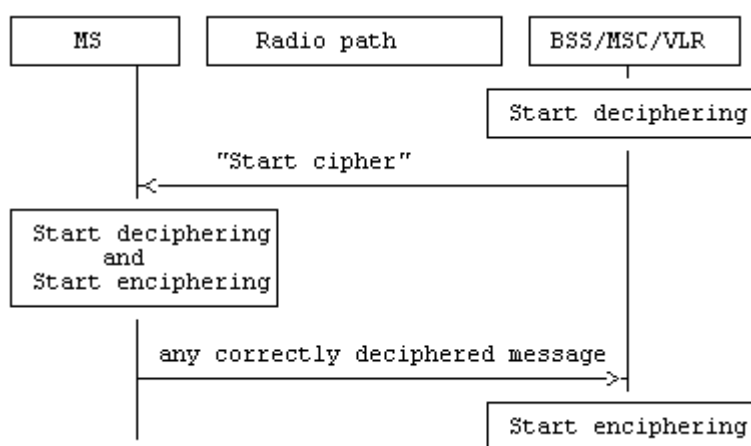 MS
Radio path
BSS/MSC/VLR
Start deciphering
"Start cipher"
Start deciphering
and
Start enciphering
any correctly deciphered message
Start enciphering